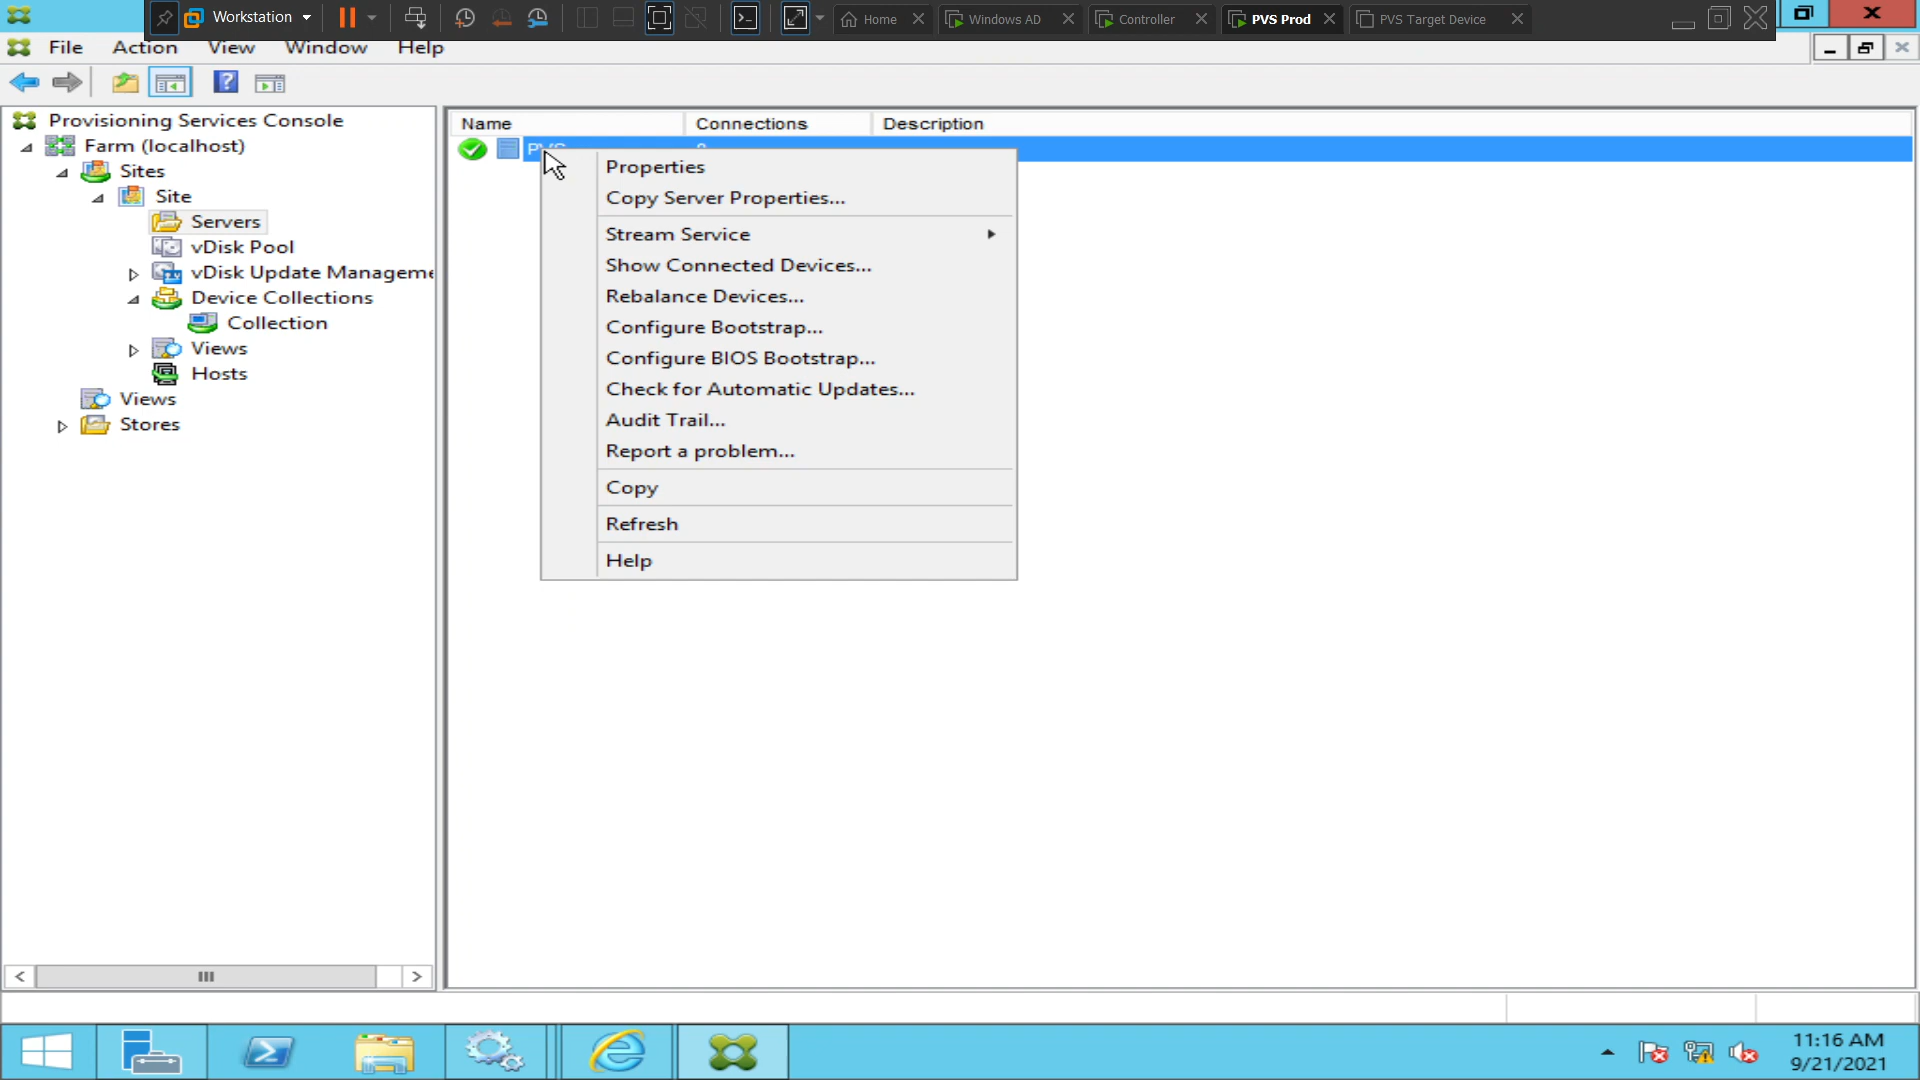 Workstation
Home
Windows AD
Controller
PVS Prod
PVS Target Device
File Action View Window Help
Provisioning Services Console
Farm (localhost)
Sites
Site
Servers
vDisk Pool
vDisk Update Manageme
Device Collections
Collection
Views
Hosts
Views
Stores
Name Connections Description
PVS
Properties
Copy Server Properties...
Stream Service
Show Connected Devices...
Rebalance Devices...
Configure Bootstrap...
Configure BIOS Bootstrap...
Check for Automatic Updates...
Audit Trail...
Report a problem...
Copy
Refresh
Help
11:16 AM
9/21/2021